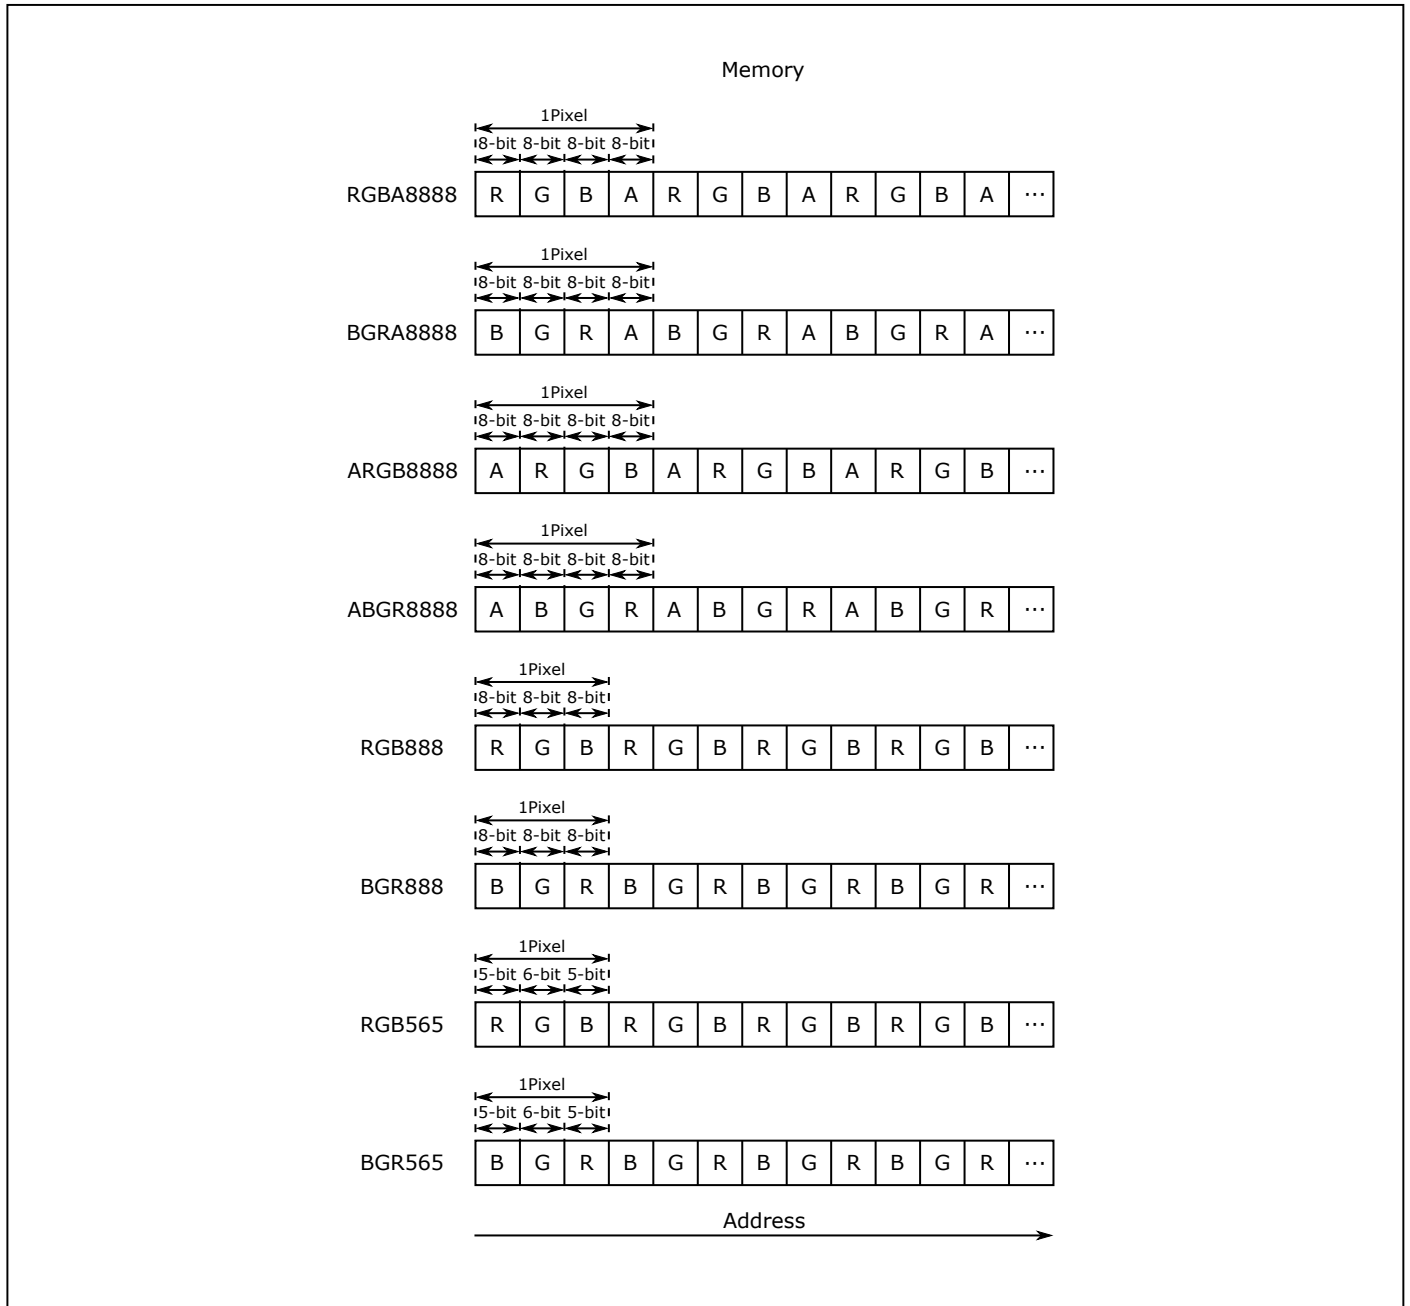 Memory
1Pixel
8-bit 8-bit 8-bit 8-bit
RGBA8888 R G B A R G B A R G B A ⋯
1Pixel
8-bit 8-bit 8-bit 8-bit
BGRA8888 B G R A B G R A B G R A ⋯
1Pixel
8-bit 8-bit 8-bit 8-bit
ARGB8888 A R G B A R G B A R G B ⋯
1Pixel
8-bit 8-bit 8-bit 8-bit
ABGR8888 A B G R A B G R A B G R ⋯
1Pixel
8-bit 8-bit 8-bit
RGB888 R G B R G B R G B R G B ⋯
1Pixel
8-bit 8-bit 8-bit
BGR888 B G R B G R B G R B G R ⋯
1Pixel
5-bit 6-bit 5-bit
RGB565 R G B R G B R G B R G B ⋯
1Pixel
5-bit 6-bit 5-bit
BGR565 B G R B G R B G R B G R ⋯
Address